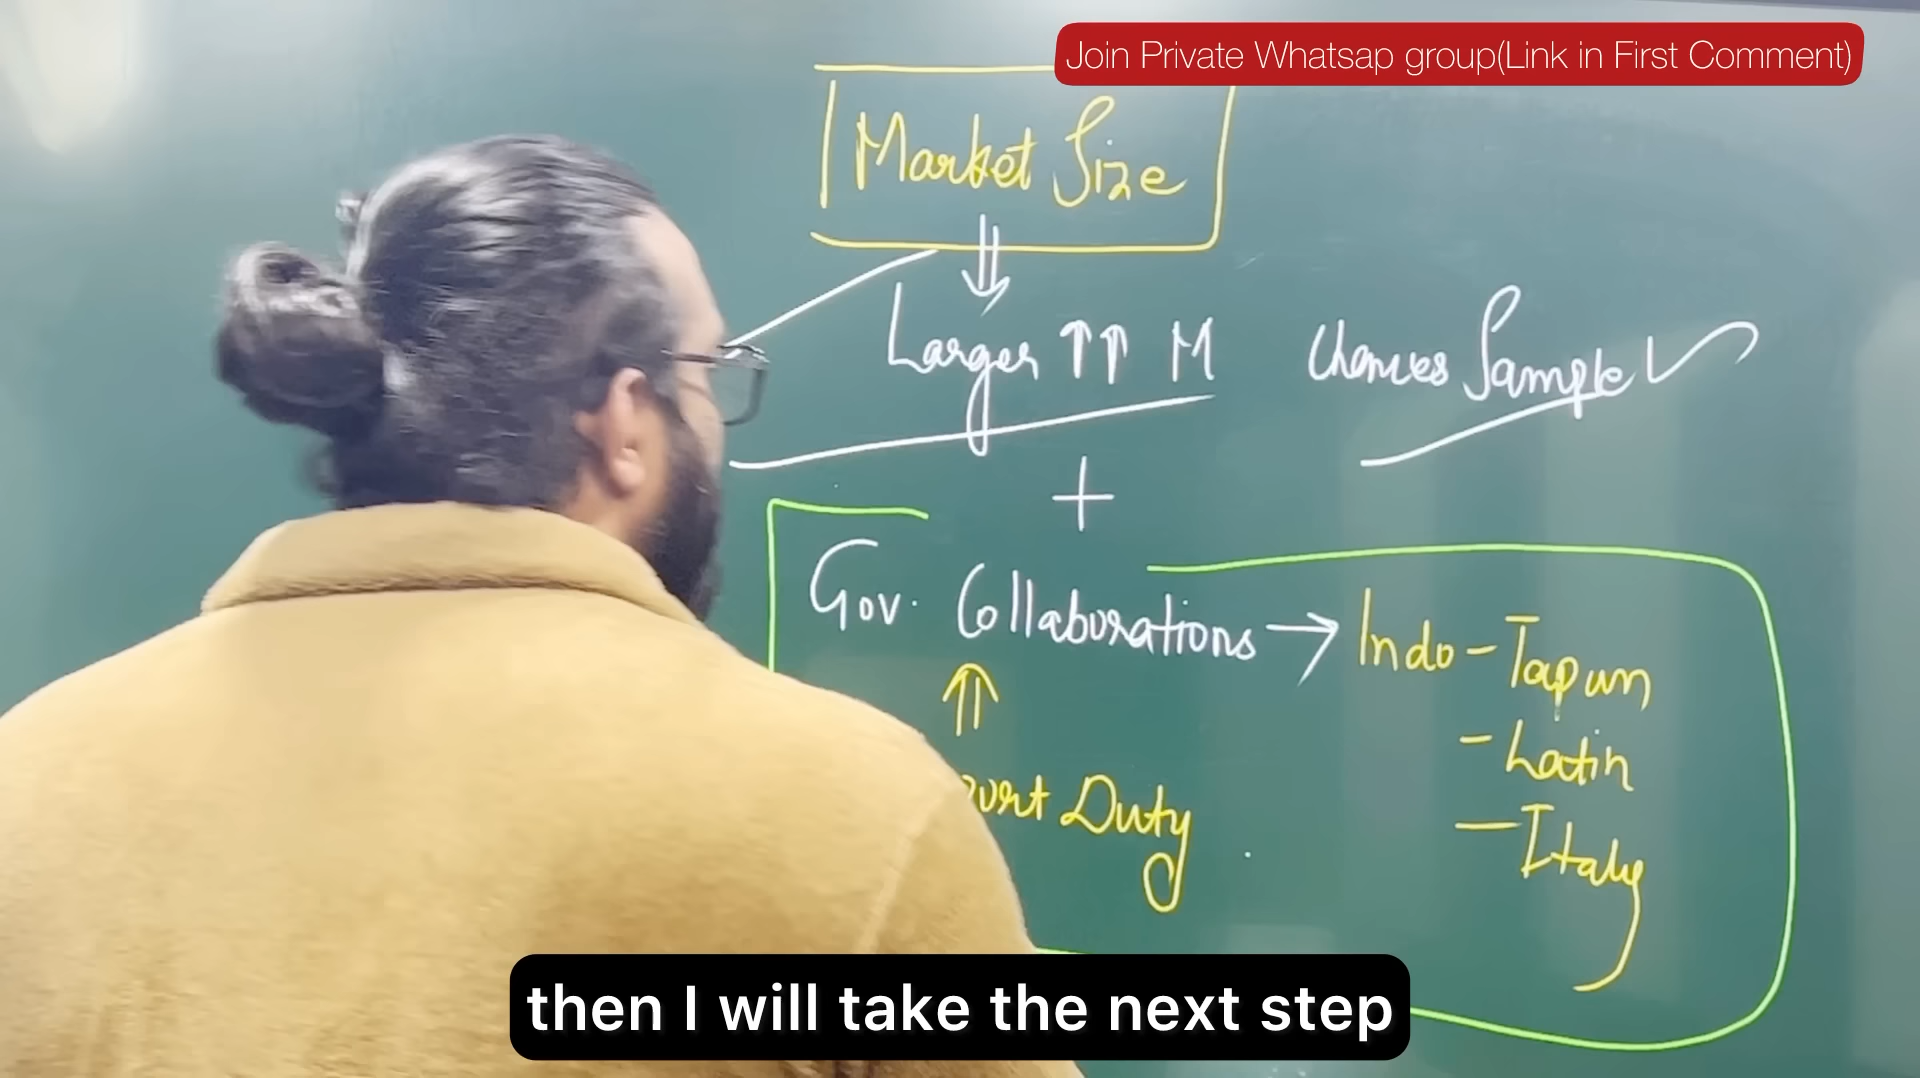 Join Private Whatsap group(Link in First Comment)
Market Size
Larger ↑↑ M Chances Sample
+
Gov. Collaborations → Indo - Japan
- Latin
Duty
- Italy
then I will take the next step